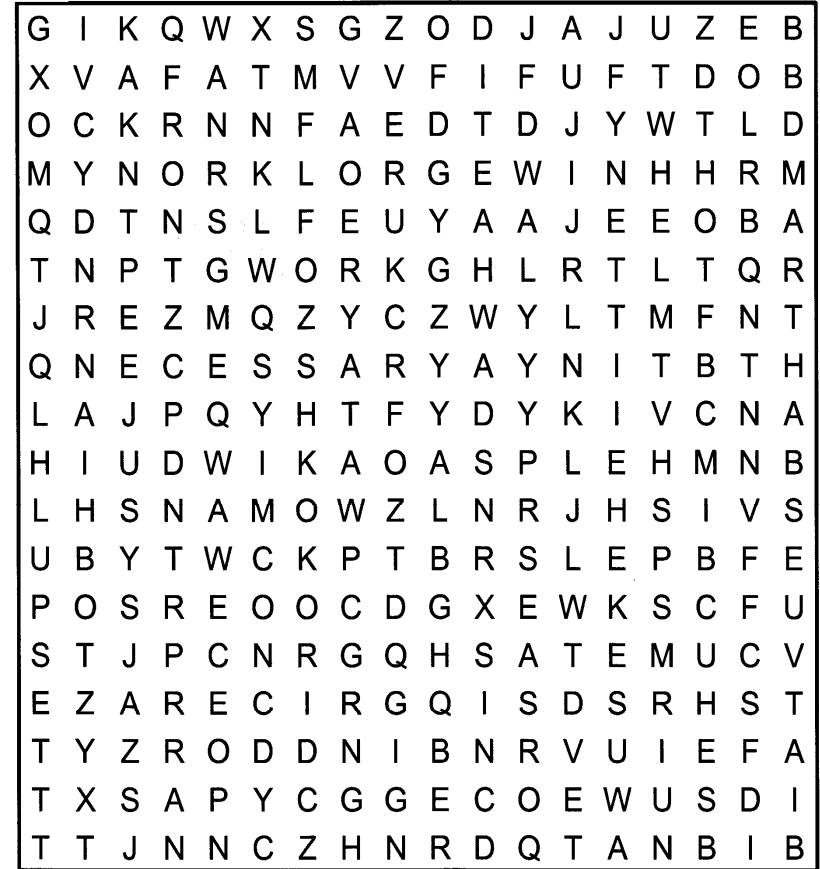 G I K Q W X S G Z O D J A J U Z E B
X V A F A T M V V F I F U F T D O B
O C K R N N F A E D T D J Y W T L D
M Y N O R K L O R G E W I N H H R M
Q D T N S L F E U Y A A J E E O B A
T N P T G W O R K G H L R T L T Q R
J R E Z M Q Z Y C Z W Y L T M F N T
Q N E C E S S A R Y A Y N I T B T H
L A J P Q Y H T F Y D Y K I V C N A
H I U D W I K A O A S P L E H M N B
L H S N A M O W Z L N R J H S I V S
U B Y T W C K P T B R S L E P B F E
P O S R E O O C D G X E W K S C F U
S T J P C N R G Q H S A T E M U C V
E Z A R E C I R G Q I S D S R H S T
T Y Z R O D D N I B N R V U I E F A
T X S A P Y C G G E C O E W U S D I
T T J N N C Z H N R D Q T A N B I B